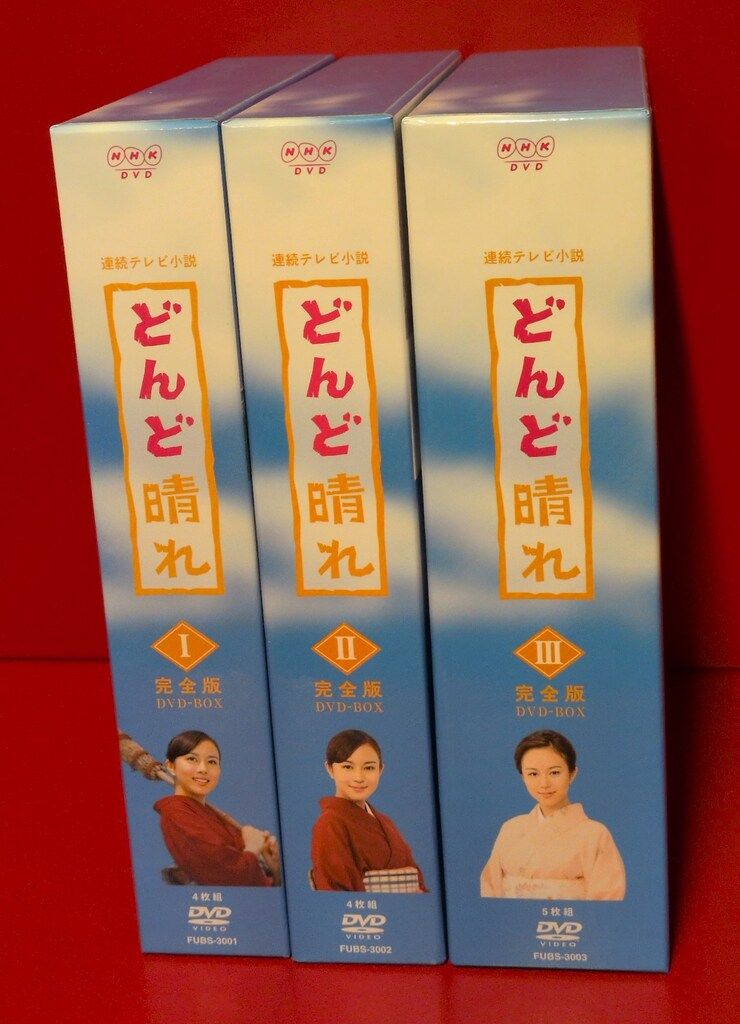 NHK
DVD
連続テレビ小説
どんど晴れ
I
完全版
DVD-BOX
4枚組
DVD
VIDEO
FUBS-3001
NHK
DVD
連続テレビ小説
どんど晴れ
II
完全版
DVD-BOX
4枚組
DVD
VIDEO
FUBS-3002
NHK
DVD
連続テレビ小説
どんど晴れ
III
完全版
DVD-BOX
5枚組
DVD
VIDEO
FUBS-3003